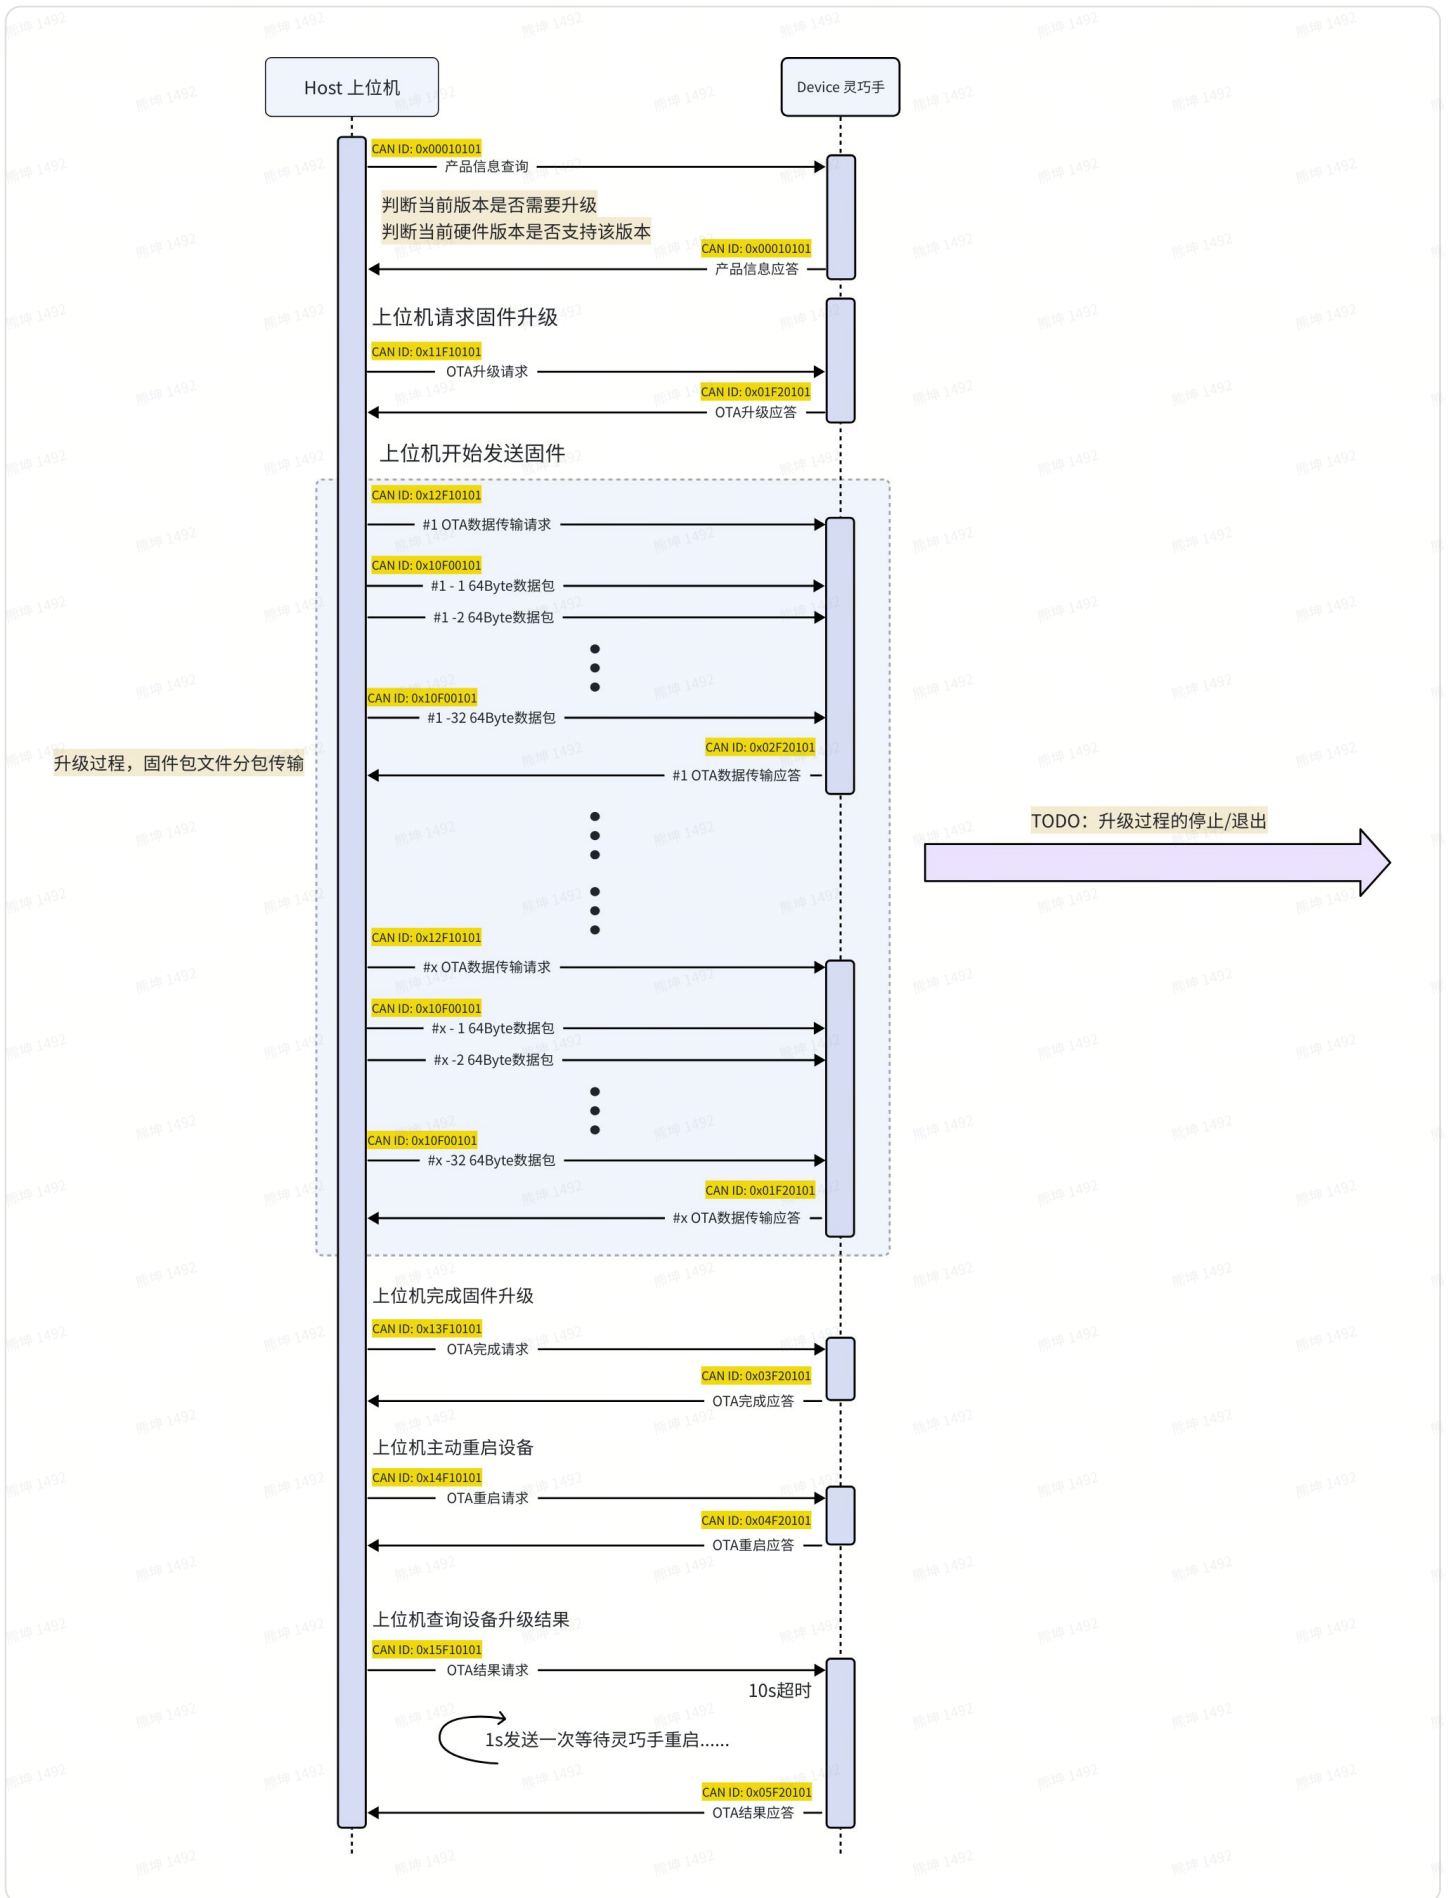 Host 上位机
Device 灵巧手
CAN ID: 0x00010101
产品信息查询
判断当前版本是否需要升级
判断当前硬件版本是否支持该版本
CAN ID: 0x00010101
产品信息应答
上位机请求固件升级
CAN ID: 0x11F10101
OTA升级请求
CAN ID: 0x01F20101
OTA升级应答
上位机开始发送固件
CAN ID: 0x12F10101
#1 OTA数据传输请求
CAN ID: 0x10F00101
#1 - 1 64Byte数据包
#1 -2 64Byte数据包
CAN ID: 0x10F00101
#1 -32 64Byte数据包
CAN ID: 0x02F20101
升级过程，固件包文件分包传输
#1 OTA数据传输应答
TODO：升级过程的停止/退出
CAN ID: 0x12F10101
#x OTA数据传输请求
CAN ID: 0x10F00101
#x - 1 64Byte数据包
#x -2 64Byte数据包
CAN ID: 0x10F00101
#x -32 64Byte数据包
CAN ID: 0x01F20101
#x OTA数据传输应答
上位机完成固件升级
CAN ID: 0x13F10101
OTA完成请求
CAN ID: 0x03F20101
OTA完成应答
上位机主动重启设备
CAN ID: 0x14F10101
OTA重启请求
CAN ID: 0x04F20101
OTA重启应答
上位机查询设备升级结果
CAN ID: 0x15F10101
OTA结果请求
10s超时
1s发送一次等待灵巧手重启......
CAN ID: 0x05F20101
OTA结果应答
熊坤 1492